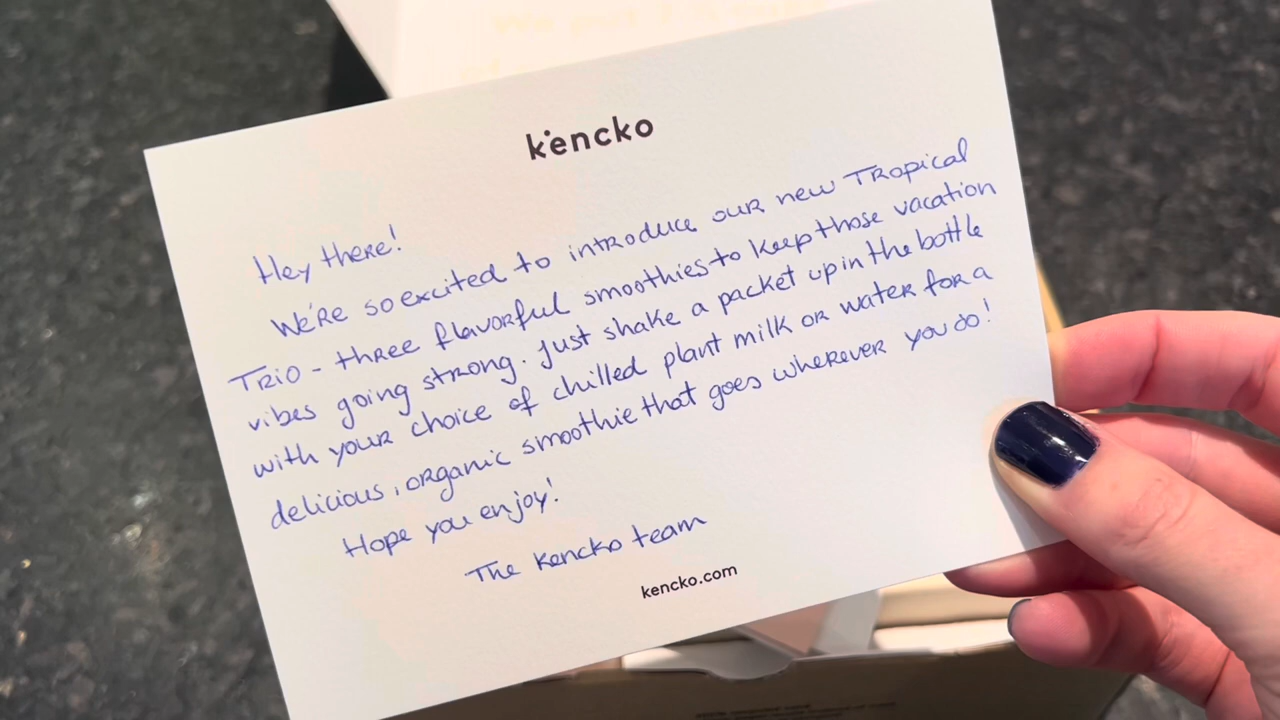 kencko
Hey there!
We're so excited to introduce our new Tropical
Trio - three flavorful smoothies to keep those vacation
vibes going strong. Just shake a packet up in the bottle
with your choice of chilled plant milk or water for a
delicious, organic smoothie that goes wherever you do!
Hope you enjoy!
The kencko team
kencko.com